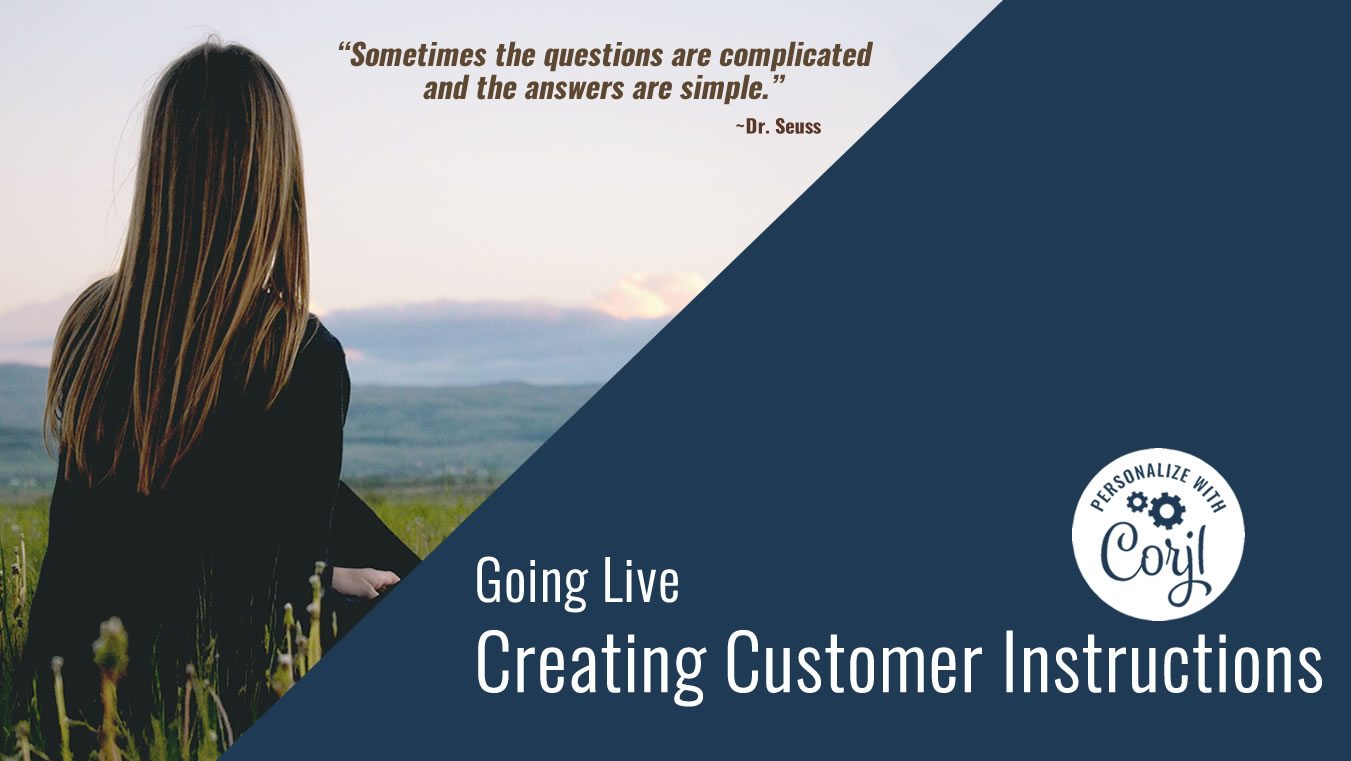 “Sometimes the questions are complicated
and the answers are simple.”
~Dr. Seuss
PERSONALIZE WITH
Corjl
Going Live
Creating Customer Instructions